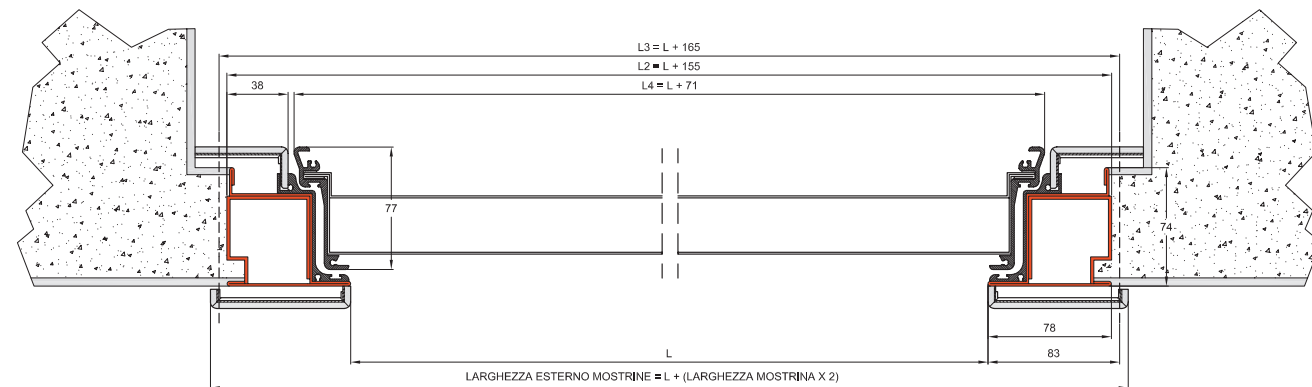 L3 = L + 165
L2 = L + 155
38
L4 = L + 71
77
74
78
L
83
LARGHEZZA ESTERNO MOSTRINE = L + (LARGHEZZA MOSTRINA X 2)